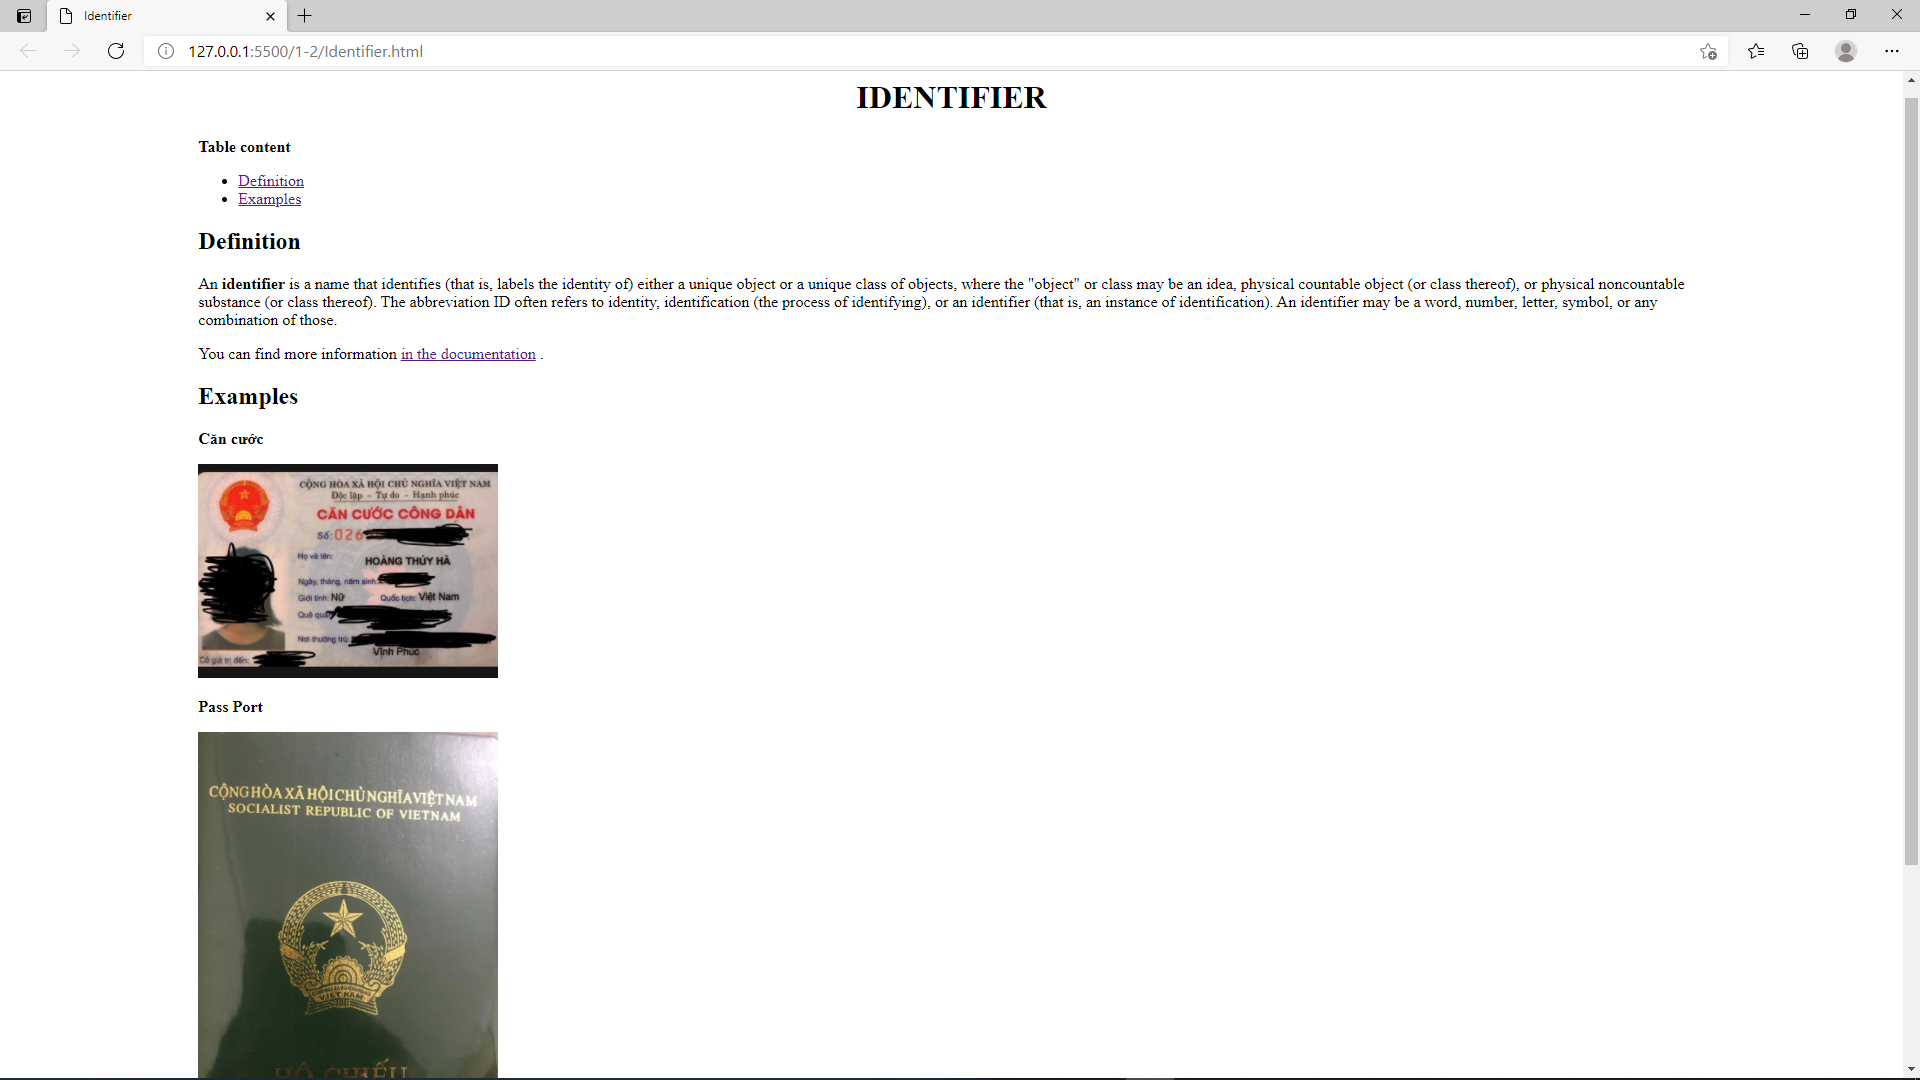 Identifier
127.0.0.1:5500/1-2/Identifier.html
IDENTIFIER
Table content
Definition
Examples
Definition
An identifier is a name that identifies (that is, labels the identity of) either a unique object or a unique class of objects, where the "object" or class may be an idea, physical countable object (or class thereof), or physical noncountable
substance (or class thereof). The abbreviation ID often refers to identity, identification (the process of identifying), or an identifier (that is, an instance of identification). An identifier may be a word, number, letter, symbol, or any
combination of those.
You can find more information in the documentation .
Examples
Căn cước
CỘNG HÒA XÃ HỘI CHỦ NGHĨA VIỆT NAM
Độc lập - Tự do - Hạnh phúc
CĂN CƯỚC CÔNG DÂN
Số: 026
Họ và tên:
HOÀNG THÚY HÀ
Ngày, tháng, năm sinh:
Giới tính: Nữ Quốc tịch: Việt Nam
Quê quán
Nơi thường trú:
Vĩnh Phúc
Có giá trị đến:
Pass Port
CỘNG HÒA XÃ HỘI CHỦ NGHĨA VIỆT NAM
SOCIALIST REPUBLIC OF VIETNAM
VIỆT NAM
HỘ CHIẾU